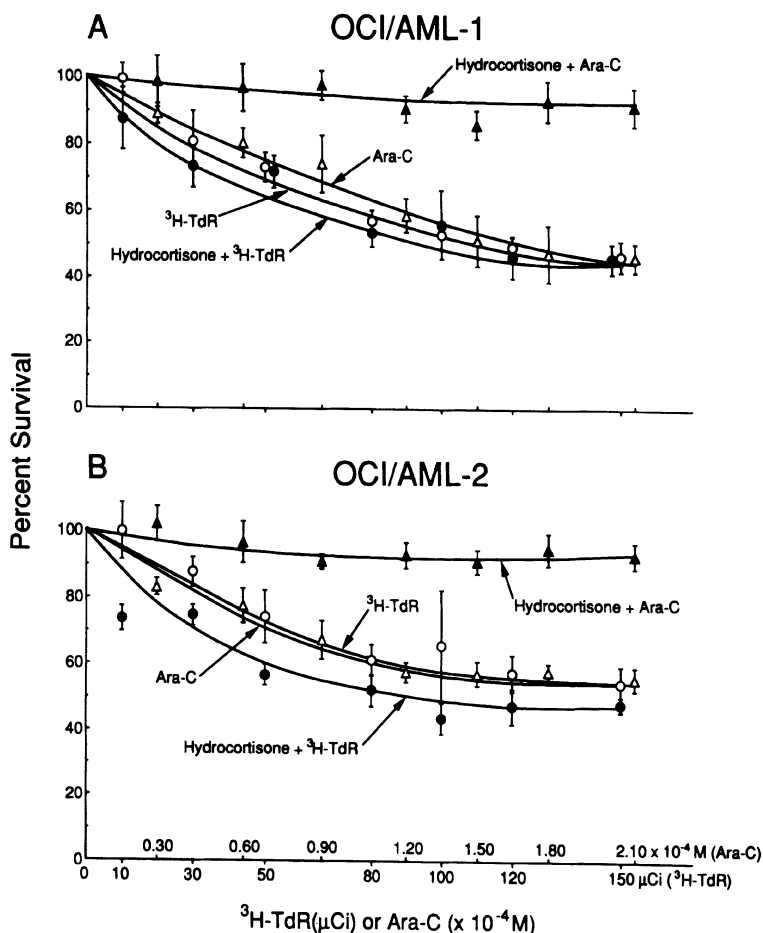 A OCI/AML-1
Hydrocortisone + Ara-C
Ara-C
³H-TdR
Hydrocortisone + ³H-TdR
100
80
60
40
20
0
Percent Survival
B OCI/AML-2
Hydrocortisone + Ara-C
³H-TdR
Ara-C
Hydrocortisone + ³H-TdR
100
80
60
40
20
0
0.30 0.60 0.90 1.20 1.50 1.80 2.10 x 10⁻⁴ M (Ara-C)
0 10 30 50 80 100 120 150 μCi (³H-TdR)
³H-TdR(μCi) or Ara-C (x 10⁻⁴M)